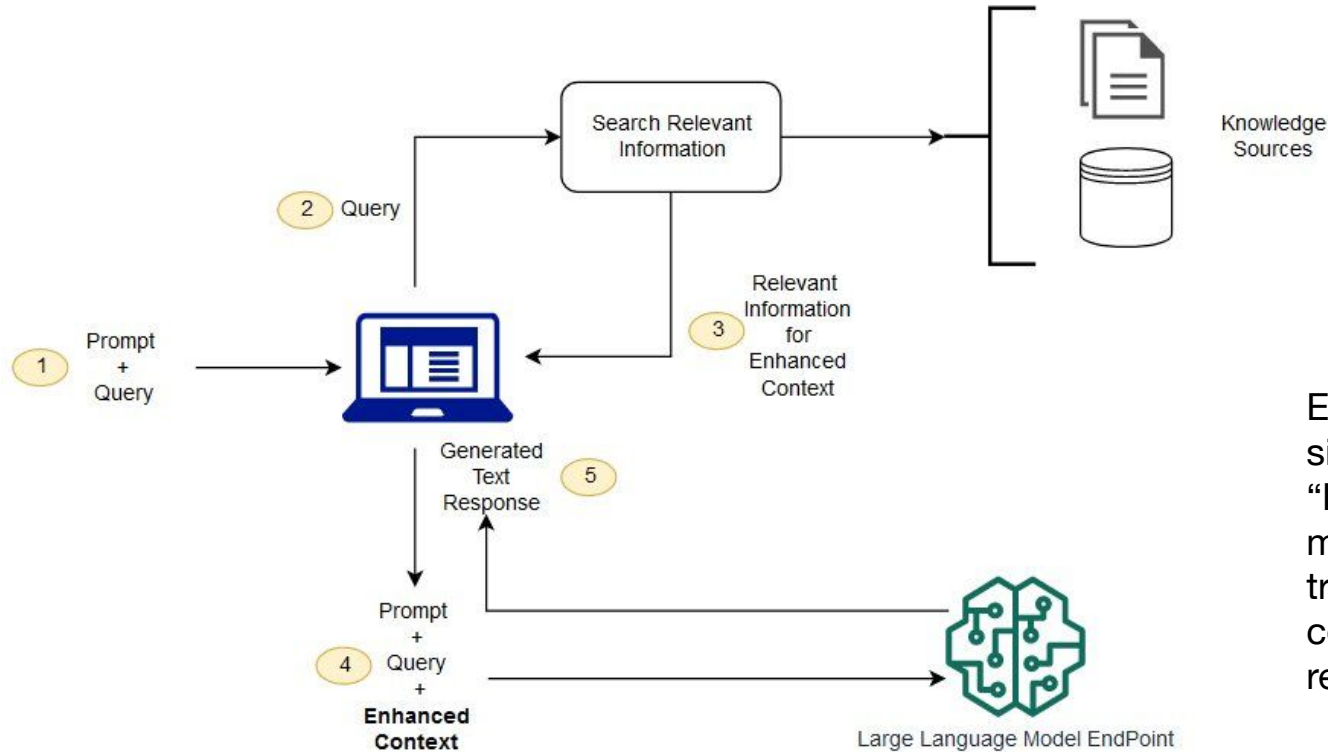 Search Relevant
Information
Knowledge
Sources
2 Query
Relevant
Information
for
Enhanced
Context
3
1
Prompt
+
Query
Generated
Text
Response
5
Prompt
+
Query
+
Enhanced
Context
4
Large Language Model EndPoint